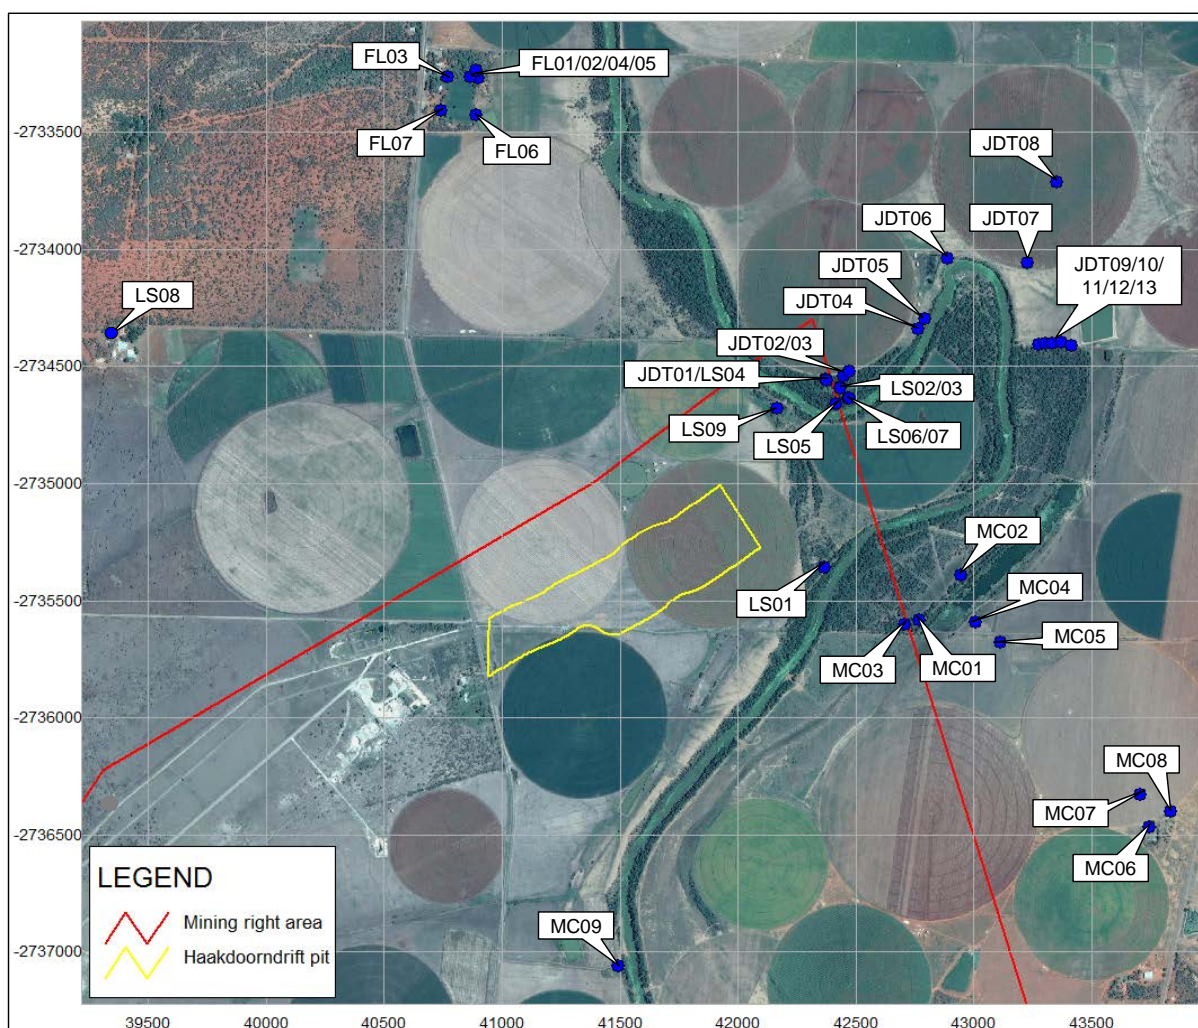 FL03
FL01/02/04/05
-2733500
FL07
FL06
JDT08
JDT06
JDT07
-2734000
JDT05
JDT09/10/
11/12/13
LS08
JDT04
JDT02/03
-2734500
JDT01/LS04
LS02/03
LS09
LS05
LS06/07
-2735000
MC02
LS01
MC04
-2735500
MC05
MC03
MC01
-2736000
MC08
MC07
-2736500
MC06
LEGEND
Mining right area
Haakdoorndrift pit
MC09
-2737000
39500
40000
40500
41000
41500
42000
42500
43000
43500